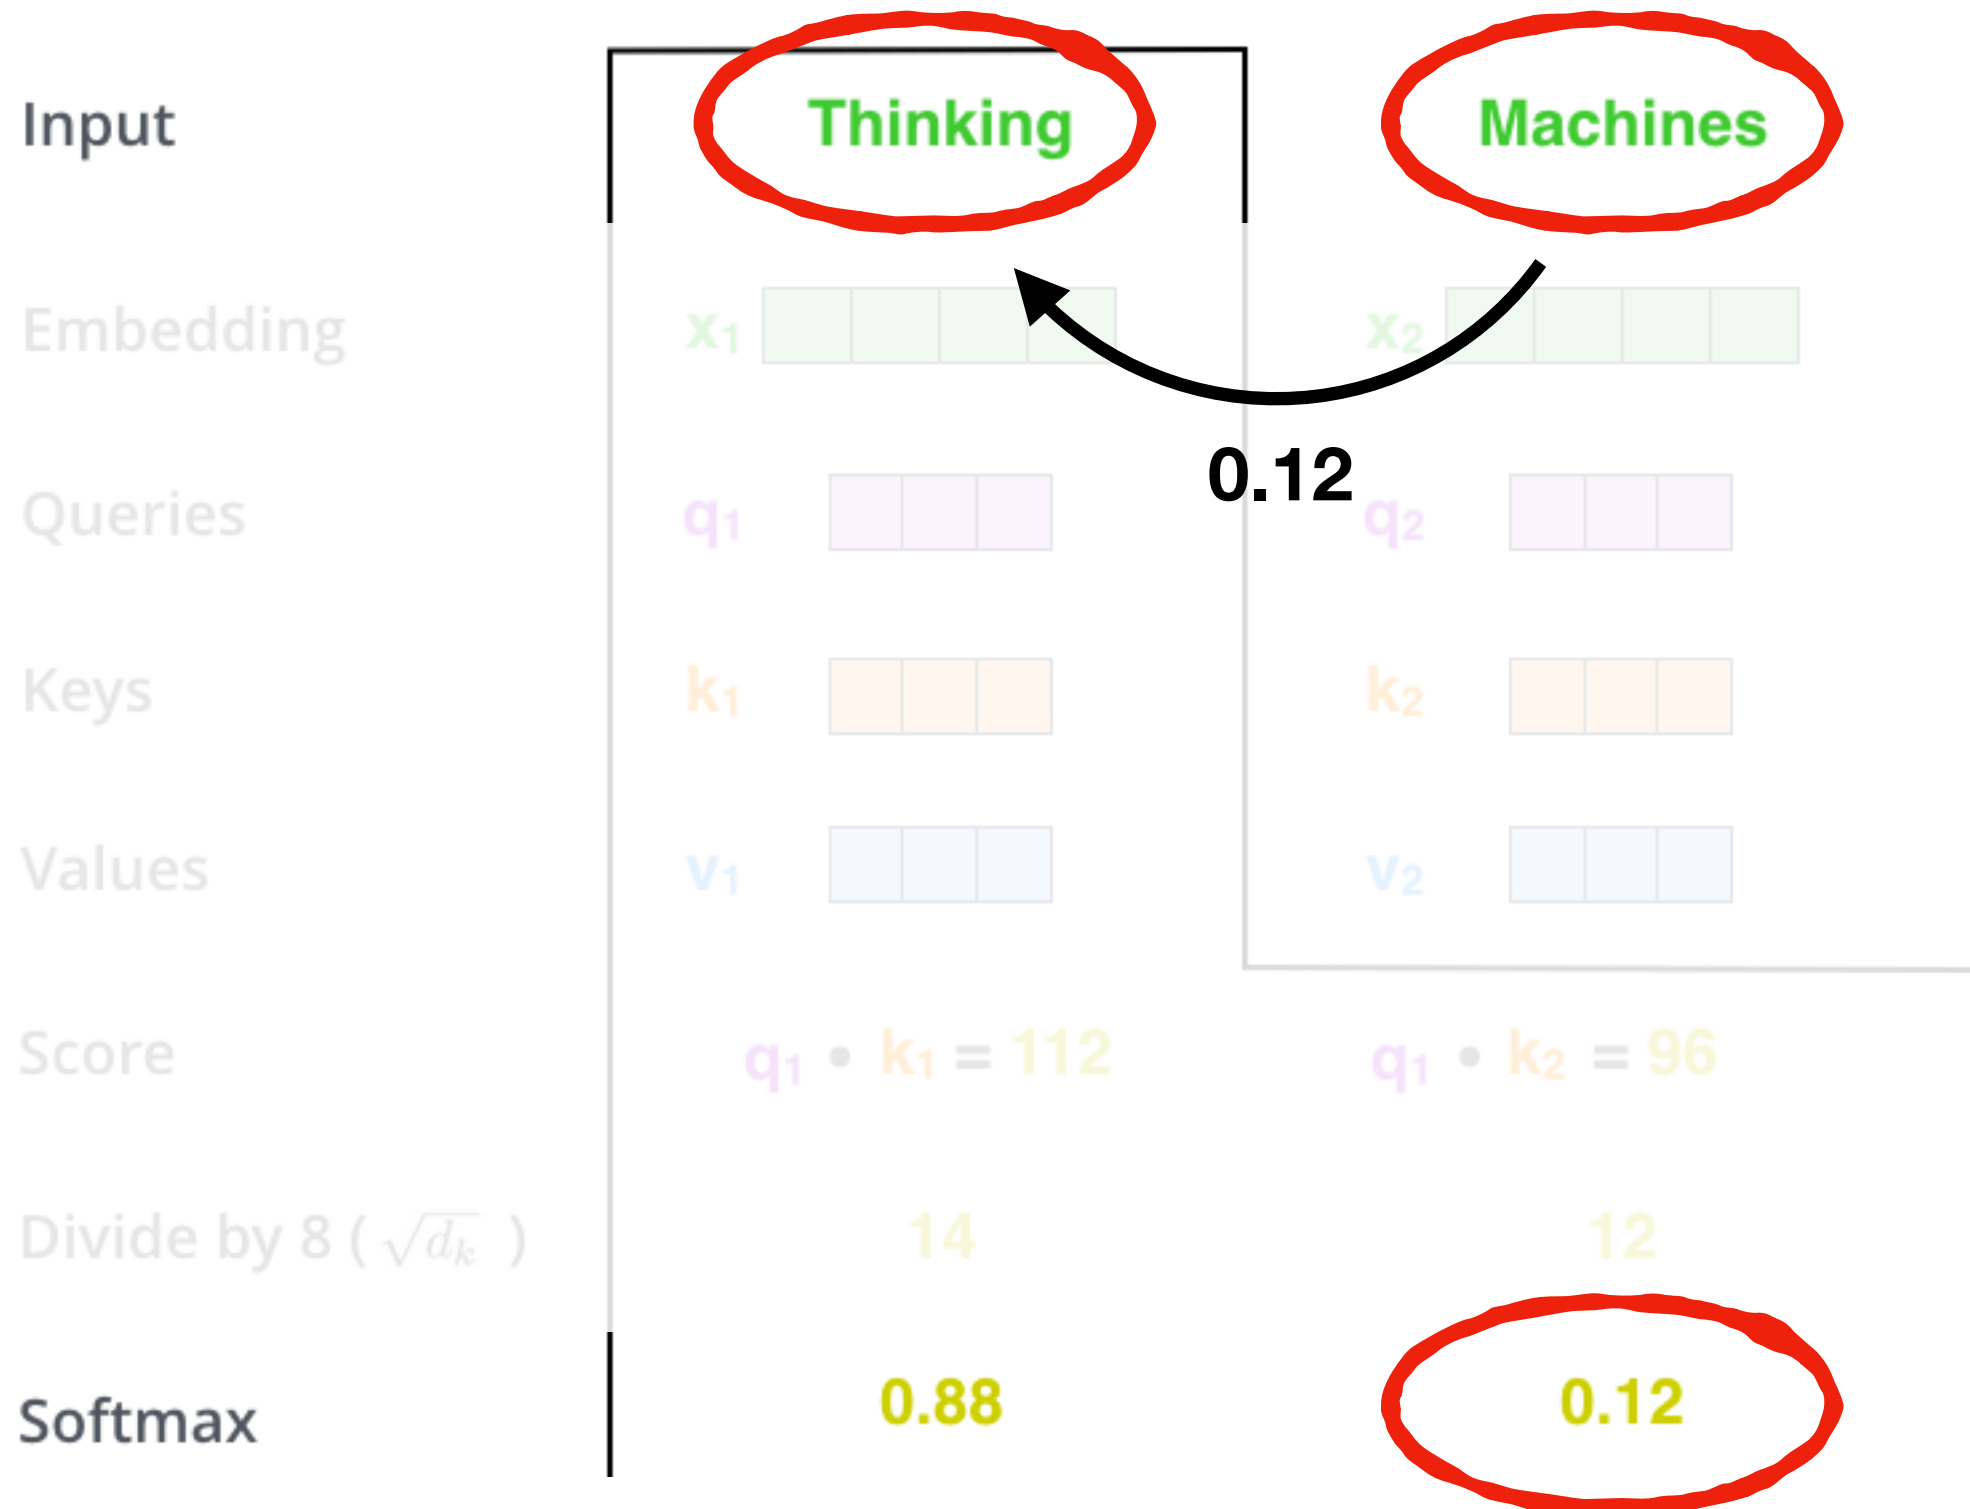 Input Thinking Machines
Embedding x1 x2
0.12
Queries q1 q2
Keys k1 k2
Values v1 v2
Score q1 • k1 = 112 q1 • k2 = 96
Divide by 8 ( √dk ) 14 12
Softmax 0.88 0.12